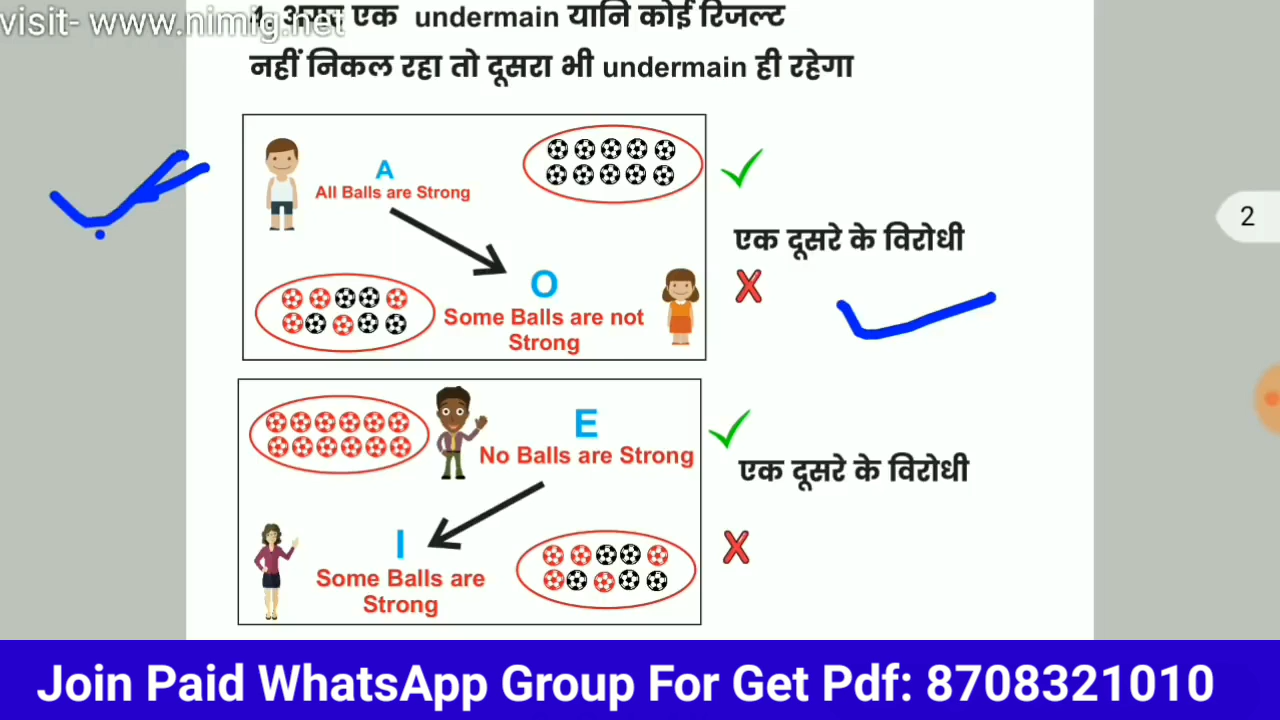 visit- www.nimig.net
एक undermain यानि कोई रिजल्ट
नहीं निकल रहा तो दूसरा भी undermain ही रहेगा
A
All Balls are Strong
एक दूसरे के विरोधी
O
Some Balls are not
Strong
2
E
No Balls are Strong
एक दूसरे के विरोधी
I
Some Balls are
Strong
Join Paid WhatsApp Group For Get Pdf: 8708321010